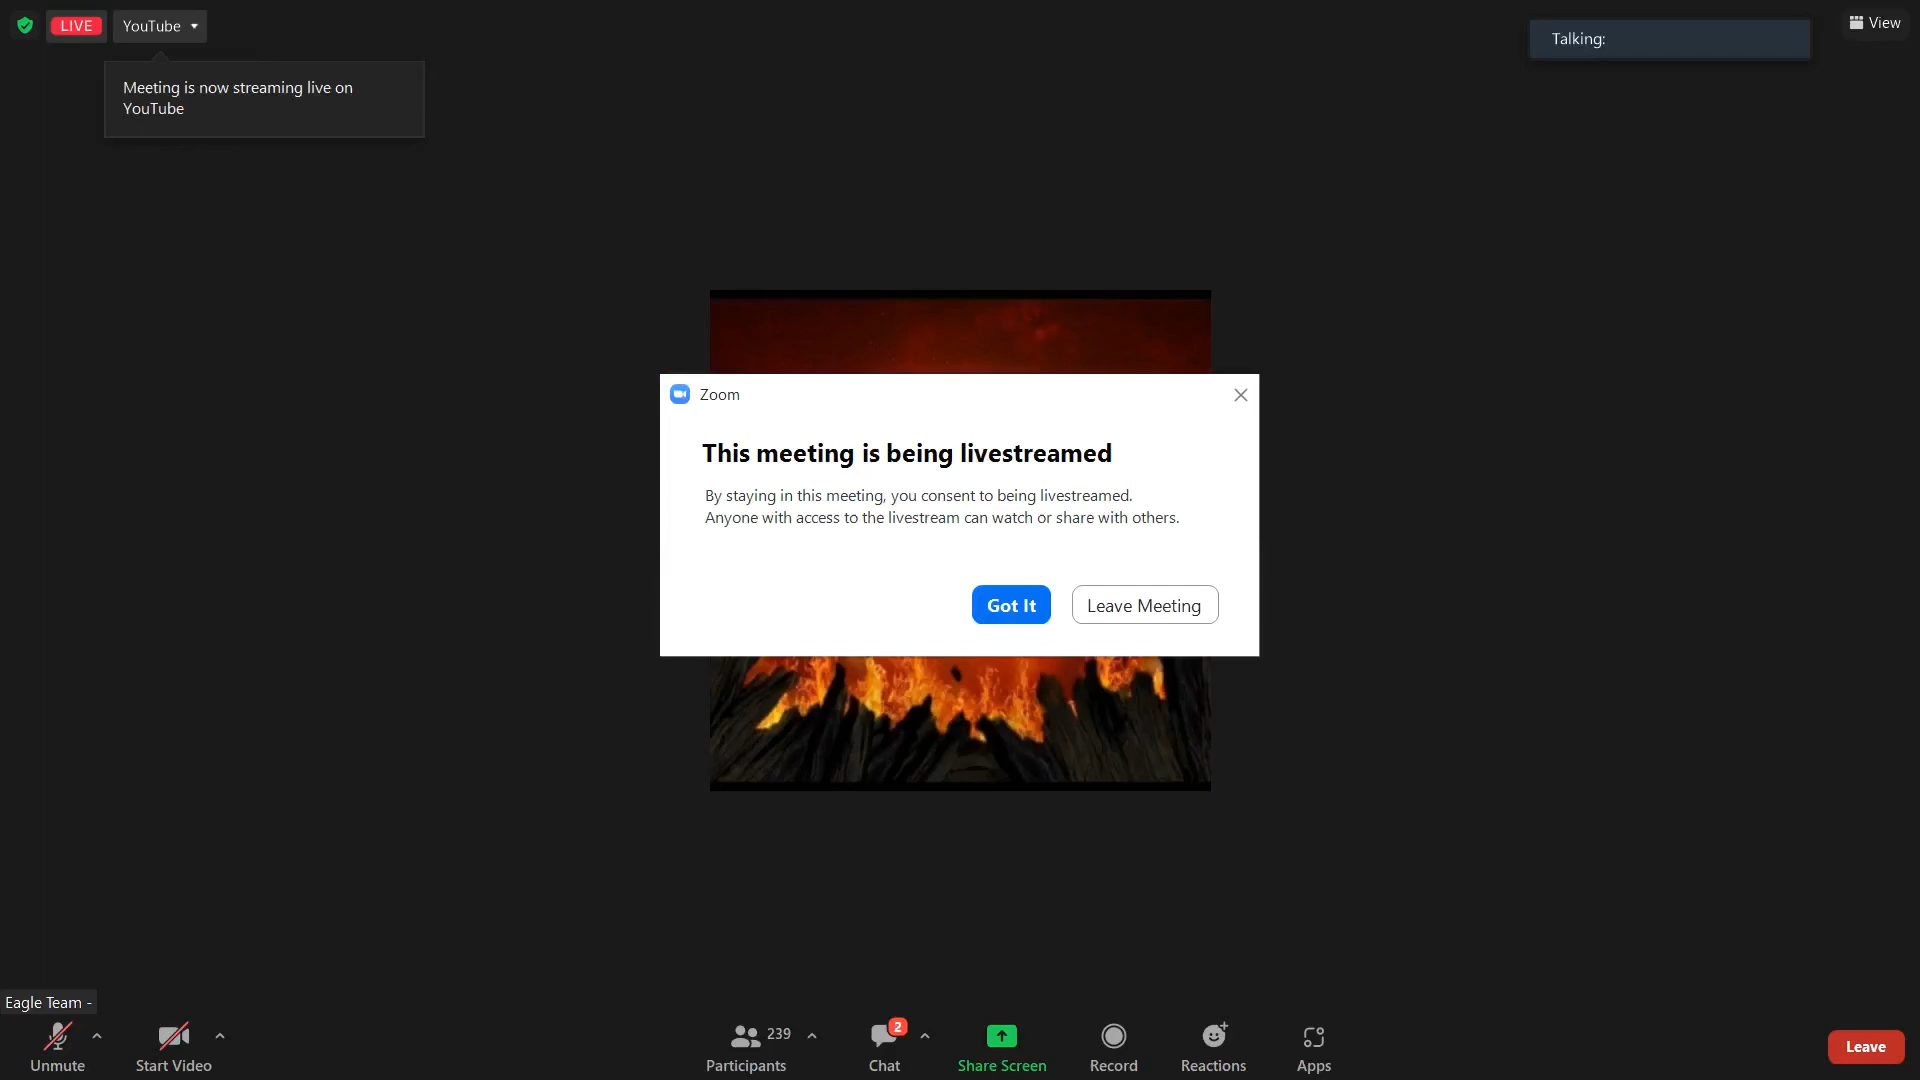 LIVE
YouTube
Talking:
View
Meeting is now streaming live on
YouTube
Zoom
This meeting is being livestreamed
By staying in this meeting, you consent to being livestreamed.
Anyone with access to the livestream can watch or share with others.
Got It
Leave Meeting
Eagle Team -
Unmute
Start Video
239
Participants
2
Chat
Share Screen
Record
Reactions
Apps
Leave